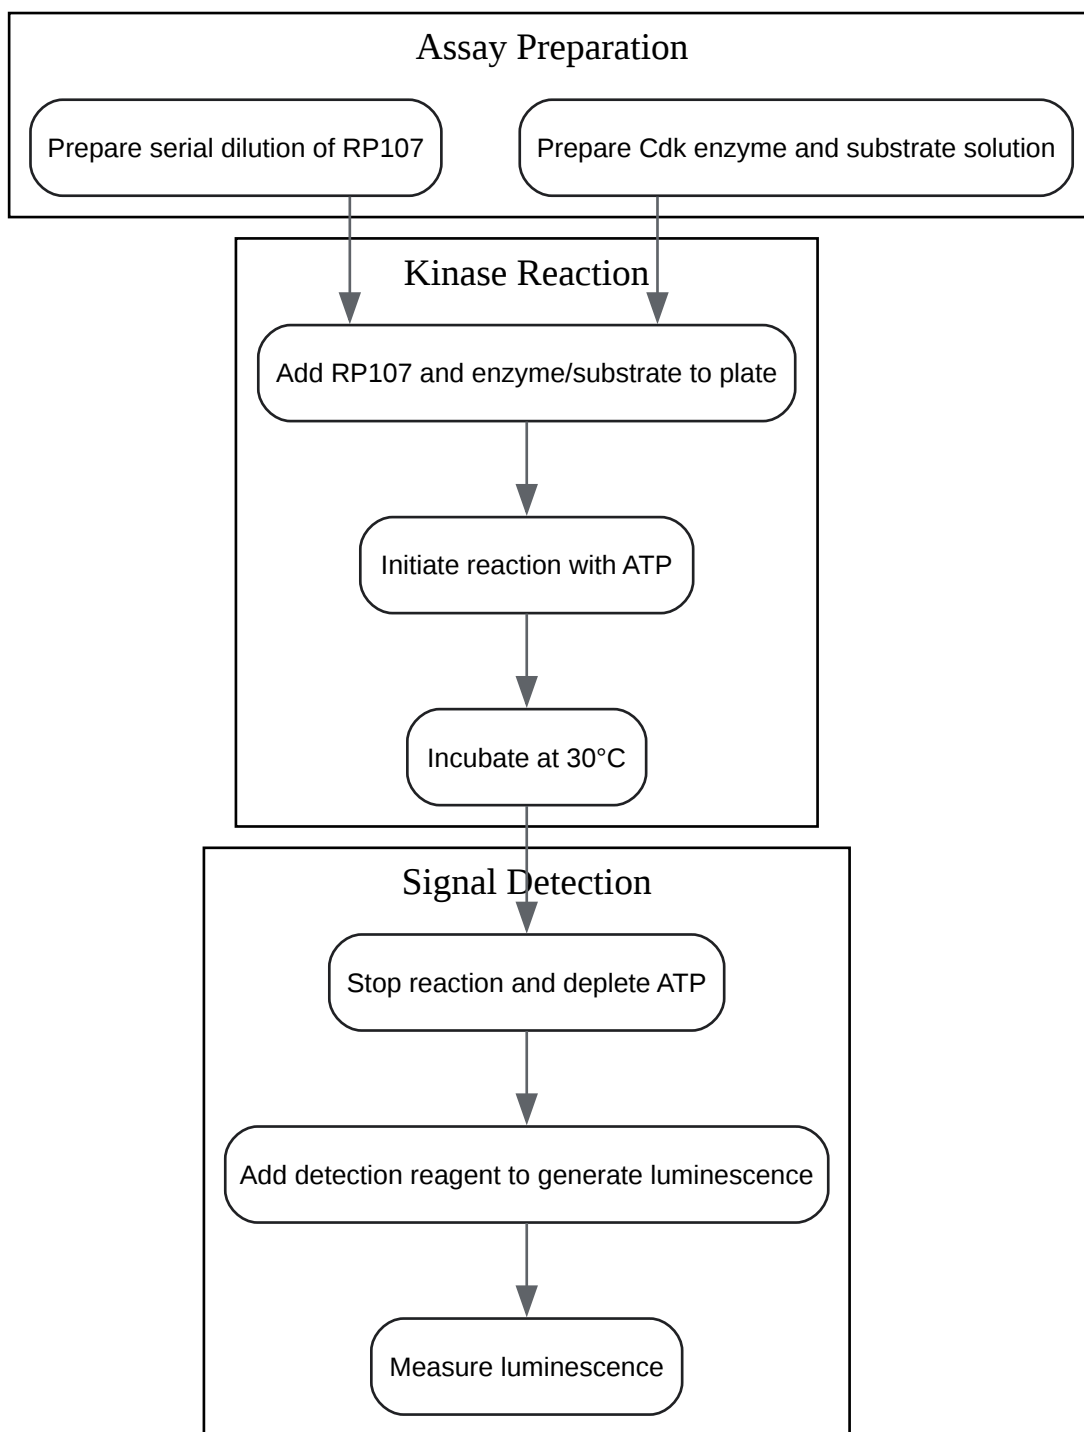 Assay Preparation
Prepare serial dilution of RP107
Prepare Cdk enzyme and substrate solution
Kinase Reaction
Add RP107 and enzyme/substrate to plate
Initiate reaction with ATP
Incubate at 30°C
Signal Detection
Stop reaction and deplete ATP
Add detection reagent to generate luminescence
Measure luminescence